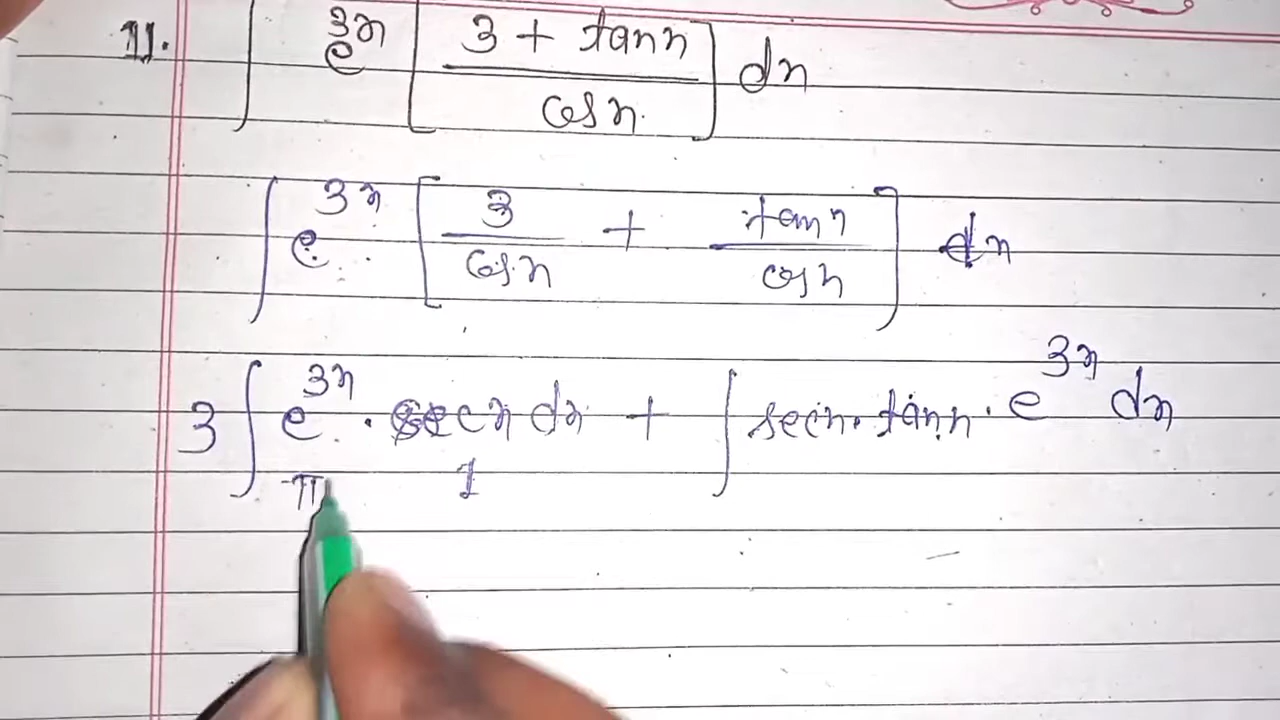 11. ∫ e^{3x} [ (3 + tan x) / cos x ] dx
∫ e^{3x} [ 3 / cos x + tan x / cos x ] dx
3 ∫ e^{3x} · sec x dx + ∫ sec x · tan x · e^{3x} dx
II I